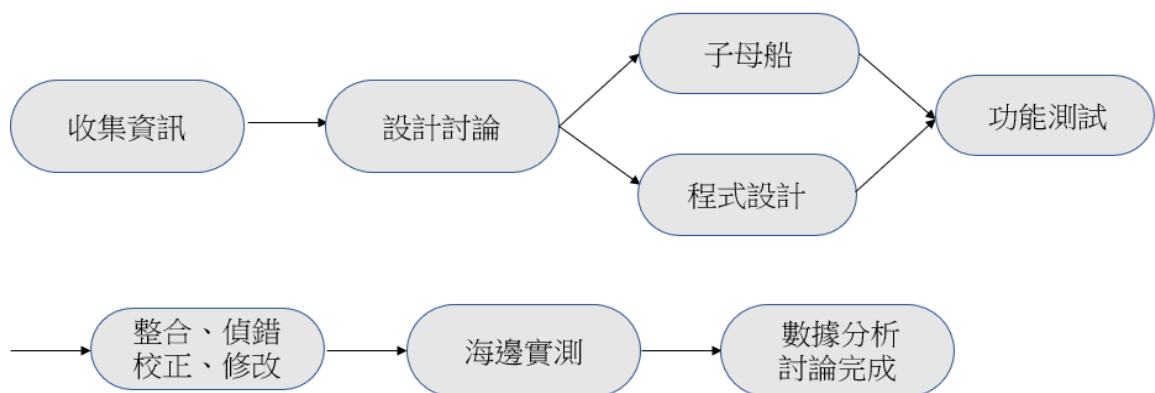 收集資訊
設計討論
子母船
程式設計
功能測試
整合、偵錯
校正、修改
海邊實測
數據分析
討論完成